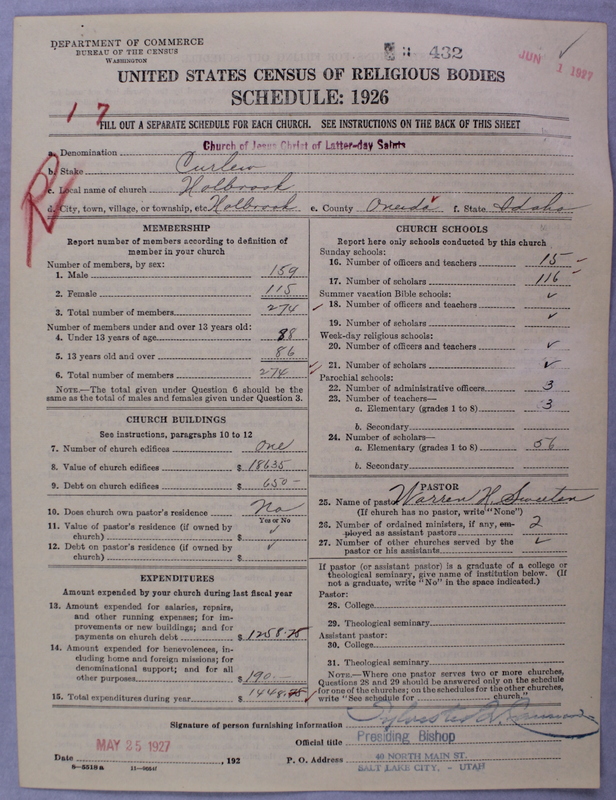 DEPARTMENT OF COMMERCE
BUREAU OF THE CENSUS
WASHINGTON
432
JUN 1 1927
UNITED STATES CENSUS OF RELIGIOUS BODIES
SCHEDULE: 1926
17
FILL OUT A SEPARATE SCHEDULE FOR EACH CHURCH. SEE INSTRUCTIONS ON THE BACK OF THIS SHEET
a. Denomination Church of Jesus Christ of Latter-day Saints
b. Stake Curlew
c. Local name of church Holbrook
d. City, town, village, or township, etc. Holbrook e. County Oneida f. State Idaho
MEMBERSHIP
Report number of members according to definition of
member in your church
Number of members, by sex:
1. Male 159
2. Female 115
3. Total number of members 274
Number of members under and over 13 years old:
4. Under 13 years of age 88
5. 13 years old and over 86
6. Total number of members 274
NOTE.—The total given under Question 6 should be the
same as the total of males and females given under Question 3.
CHURCH BUILDINGS
See instructions, paragraphs 10 to 12
7. Number of church edifices One
8. Value of church edifices $ 18635
9. Debt on church edifices $ 650-
10. Does church own pastor's residence No
Yes or No
11. Value of pastor's residence (if owned by
church) $ ✓
12. Debt on pastor's residence (if owned by
church) $ ✓
EXPENDITURES
Amount expended by your church during last fiscal year
13. Amount expended for salaries, repairs,
and other running expenses; for im-
provements or new buildings; and for
payments on church debt $ 1258.75
14. Amount expended for benevolences, in-
cluding home and foreign missions; for
denominational support; and for all
other purposes $ 190.—
15. Total expenditures during year $ 1448.75
CHURCH SCHOOLS
Report here only schools conducted by this church
Sunday schools:
16. Number of officers and teachers 15
17. Number of scholars 116
Summer vacation Bible schools:
18. Number of officers and teachers ✓
19. Number of scholars ✓
Week-day religious schools:
20. Number of officers and teachers ✓
21. Number of scholars ✓
Parochial schools:
22. Number of administrative officers 3
23. Number of teachers—
a. Elementary (grades 1 to 8) 3
b. Secondary
24. Number of scholars—
a. Elementary (grades 1 to 8) 56
b. Secondary
PASTOR
25. Name of pastor Warren H. Sweeten
(If church has no pastor, write "None")
26. Number of ordained ministers, if any, em-
ployed as assistant pastors 2
27. Number of other churches served by the
pastor or his assistants ✓
If pastor (or assistant pastor) is a graduate of a college or
theological seminary, give name of institution below. (If
not a graduate, write "No" in the space indicated.)
Pastor:
28. College
29. Theological seminary
Assistant pastor:
30. College
31. Theological seminary
NOTE.—Where one pastor serves two or more churches,
Questions 28 and 29 should be answered only on the schedule
for one of the churches; on the schedules for the other churches,
write "See schedule for church."
Signature of person furnishing information Sylvester Q. Cannon
Official title Presiding Bishop
MAY 25 1927
Date , 192 P. O. Address 40 NORTH MAIN ST.
SALT LAKE CITY, - UTAH
8—5518a